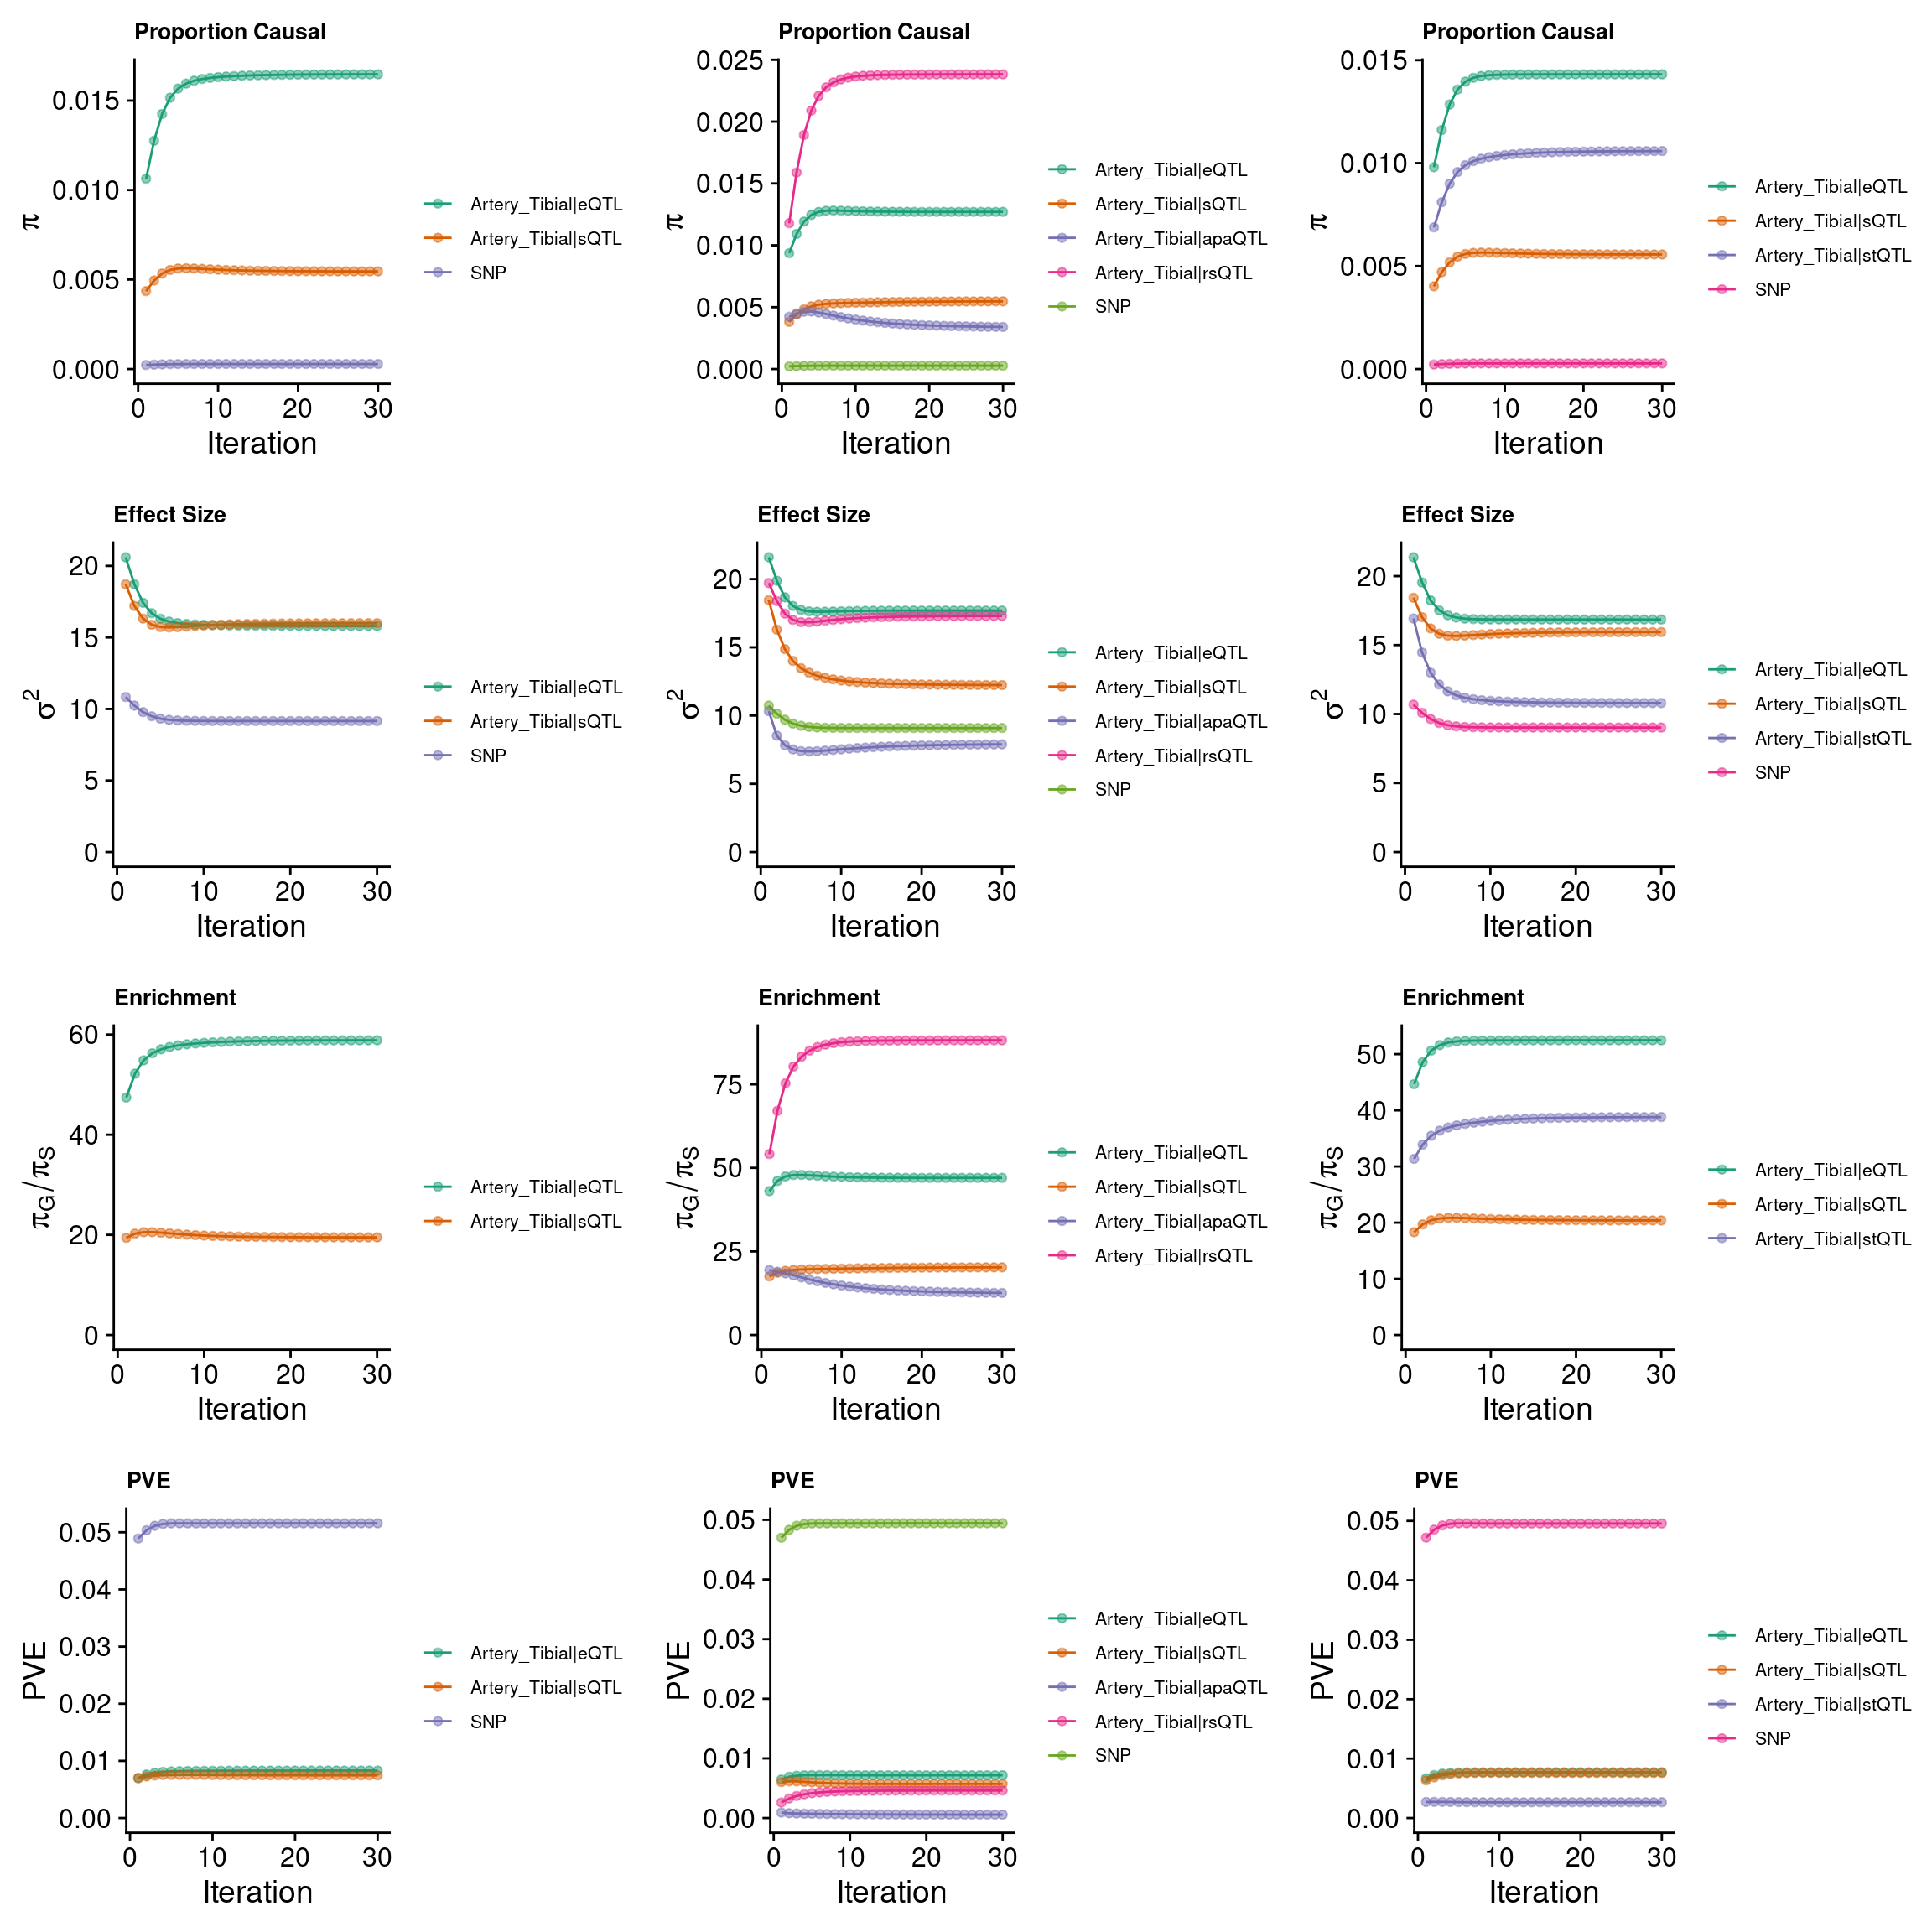 Proportion Causal
π
0.015
0.010
0.005
0.000
0 10 20 30
Iteration
Artery_Tibial|eQTL
Artery_Tibial|sQTL
SNP
Proportion Causal
π
0.025
0.020
0.015
0.010
0.005
0.000
0 10 20 30
Iteration
Artery_Tibial|eQTL
Artery_Tibial|sQTL
Artery_Tibial|apaQTL
Artery_Tibial|rsQTL
SNP
Proportion Causal
π
0.015
0.010
0.005
0.000
0 10 20 30
Iteration
Artery_Tibial|eQTL
Artery_Tibial|sQTL
Artery_Tibial|stQTL
SNP
Effect Size
σ²
20
15
10
5
0
0 10 20 30
Iteration
Artery_Tibial|eQTL
Artery_Tibial|sQTL
SNP
Effect Size
σ²
20
15
10
5
0
0 10 20 30
Iteration
Artery_Tibial|eQTL
Artery_Tibial|sQTL
Artery_Tibial|apaQTL
Artery_Tibial|rsQTL
SNP
Effect Size
σ²
20
15
10
5
0
0 10 20 30
Iteration
Artery_Tibial|eQTL
Artery_Tibial|sQTL
Artery_Tibial|stQTL
SNP
Enrichment
πG/πS
60
40
20
0
0 10 20 30
Iteration
Artery_Tibial|eQTL
Artery_Tibial|sQTL
Enrichment
πG/πS
75
50
25
0
0 10 20 30
Iteration
Artery_Tibial|eQTL
Artery_Tibial|sQTL
Artery_Tibial|apaQTL
Artery_Tibial|rsQTL
Enrichment
πG/πS
50
40
30
20
10
0
0 10 20 30
Iteration
Artery_Tibial|eQTL
Artery_Tibial|sQTL
Artery_Tibial|stQTL
PVE
PVE
0.05
0.04
0.03
0.02
0.01
0.00
0 10 20 30
Iteration
Artery_Tibial|eQTL
Artery_Tibial|sQTL
SNP
PVE
PVE
0.05
0.04
0.03
0.02
0.01
0.00
0 10 20 30
Iteration
Artery_Tibial|eQTL
Artery_Tibial|sQTL
Artery_Tibial|apaQTL
Artery_Tibial|rsQTL
SNP
PVE
PVE
0.05
0.04
0.03
0.02
0.01
0.00
0 10 20 30
Iteration
Artery_Tibial|eQTL
Artery_Tibial|sQTL
Artery_Tibial|stQTL
SNP